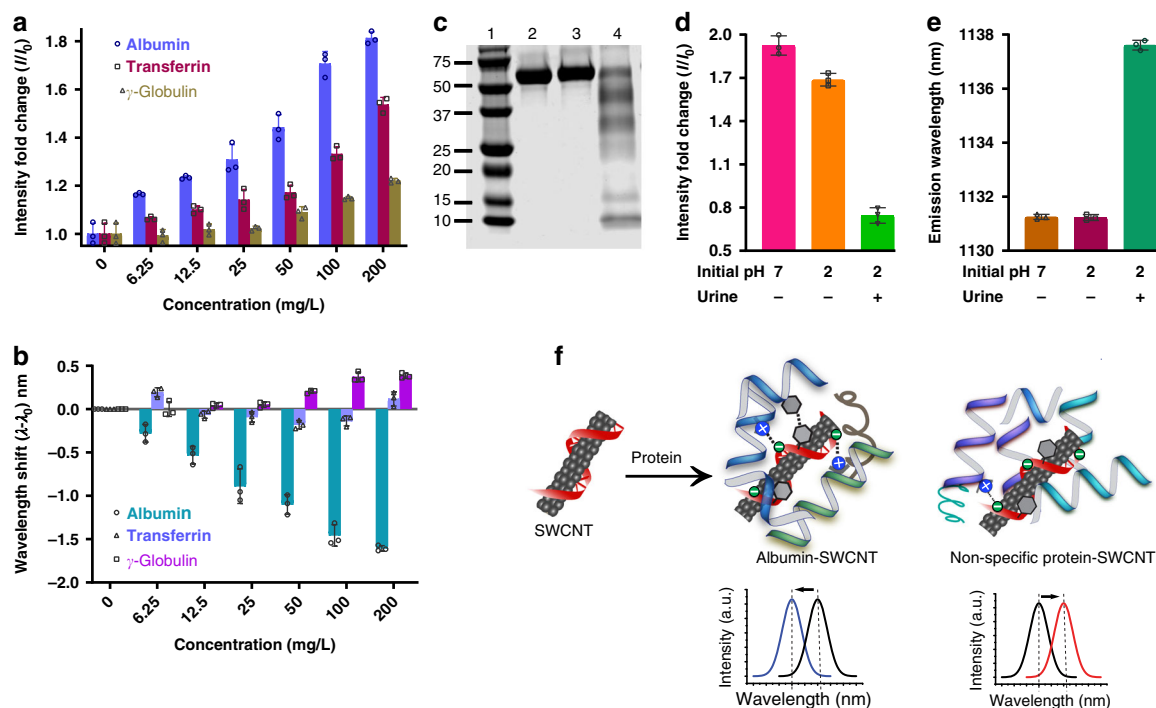 a
Intensity fold change (I/I0)
1.8
1.6
1.4
1.2
1.0
Albumin
Transferrin
γ-Globulin
0
6.25
12.5
25
50
100
200
Concentration (mg/L)
c
1 2 3 4
75
50
37
25
20
15
10
d
Intensity fold change (I/I0)
2.0
1.7
1.4
1.1
0.8
0.5
Initial pH 7 2 2
Urine – – +
e
Emission wavelength (nm)
1138
1136
1134
1132
1130
Initial pH 7 2 2
Urine – – +
b
Wavelength shift (λ-λ0) nm
0.5
0.0
–0.5
–1.0
–1.5
–2.0
Albumin
Transferrin
γ-Globulin
0
6.25
12.5
25
50
100
200
Concentration (mg/L)
f
SWCNT
Protein
Albumin-SWCNT
Non-specific protein-SWCNT
Intensity (a.u.)
Wavelength (nm)
Intensity (a.u.)
Wavelength (nm)